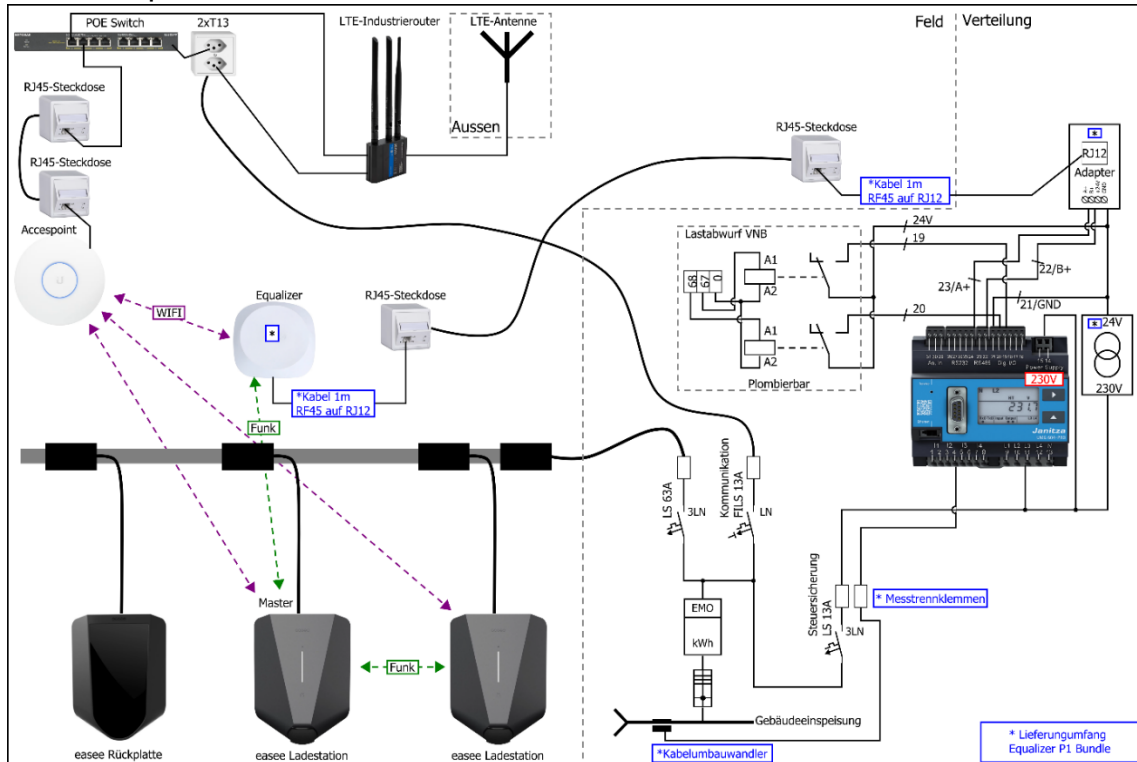 POE Switch
2xT13
LTE-Industrierouter
LTE-Antenne
Aussen
Feld
Verteilung
RJ45-Steckdose
RJ45-Steckdose
Accespoint
WIFI
Equalizer
*
RJ45-Steckdose
*Kabel 1m
RF45 auf RJ12
Funk
RJ45-Steckdose
*Kabel 1m
RF45 auf RJ12
*
RJ12
Adapter
GND
24V
19
Lastabwurf VNB
68
67
0
A1
A2
A1
A2
Plombierbar
22/B+
23/A+
21/GND
20
*
24V
230V
Power Supply
230V
Janitza
LS 63A
3LN
Kommunikation
FILS 13A
LN
Steuersicherung
LS 13A
3LN
* Messtrennklemmen
EMO
kWh
Gebäudeeinspeisung
*Kabelumbauwandler
* Lieferungumfang
Equalizer P1 Bundle
Master
Funk
easee Rückplatte
easee Ladestation
easee Ladestation